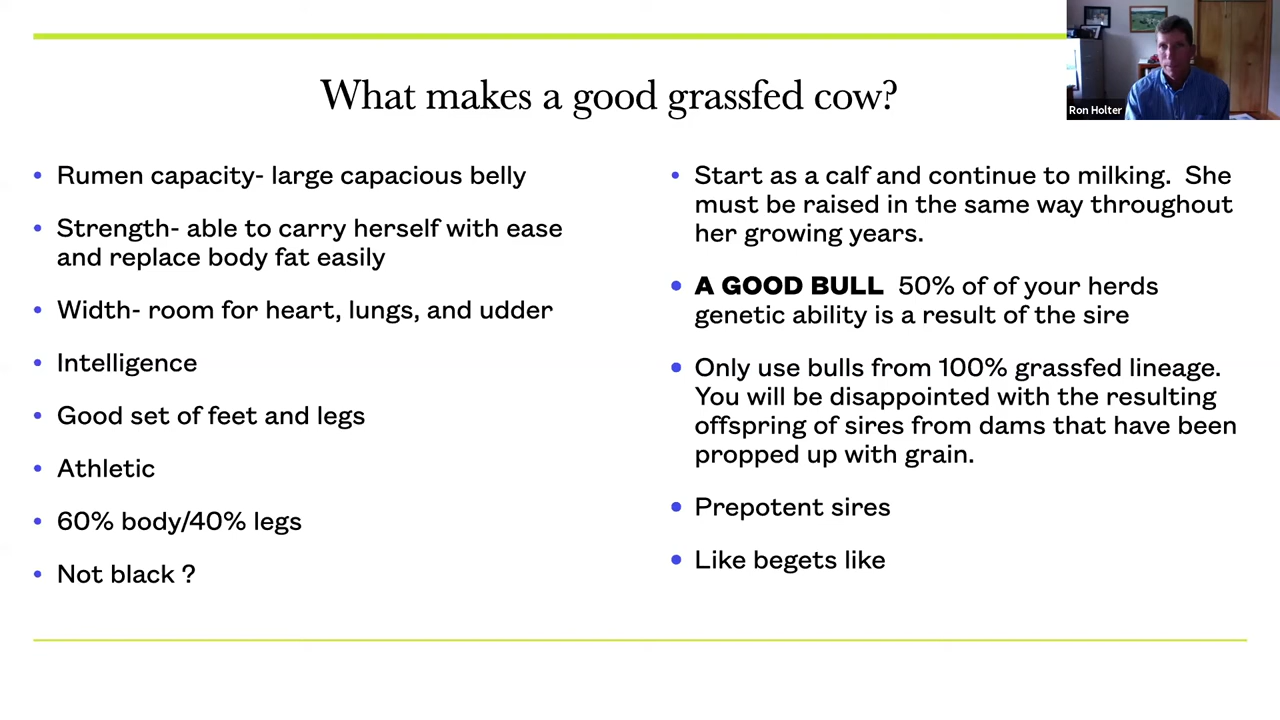 What makes a good grassfed cow?
Ron Holter
• Rumen capacity- large capacious belly
• Strength- able to carry herself with ease
and replace body fat easily
• Width- room for heart, lungs, and udder
• Intelligence
• Good set of feet and legs
• Athletic
• 60% body/40% legs
• Not black ?
• Start as a calf and continue to milking.  She
must be raised in the same way throughout
her growing years.
• A GOOD BULL  50% of of your herds
genetic ability is a result of the sire
• Only use bulls from 100% grassfed lineage.
You will be disappointed with the resulting
offspring of sires from dams that have been
propped up with grain.
• Prepotent sires
• Like begets like